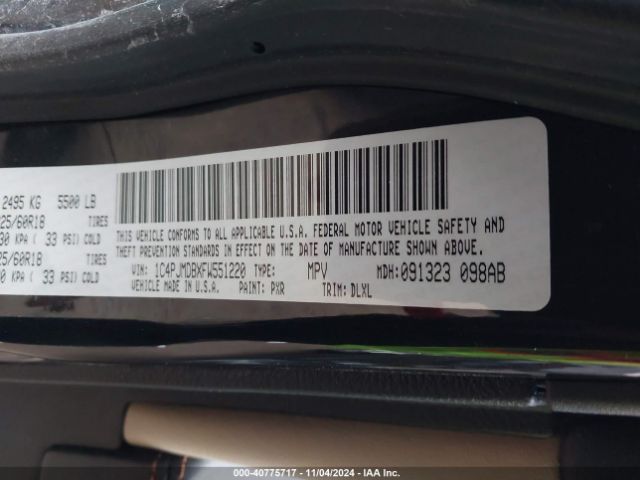 2495 KG 5500 LB
25/60R18 TIRES
30 KPA ( 33 PSI) COLD
25/60R18 TIRES
0 KPA ( 33 PSI) COLD
THIS VEHICLE CONFORMS TO ALL APPLICABLE U.S.A. FEDERAL MOTOR VEHICLE SAFETY AND
THEFT PREVENTION STANDARDS IN EFFECT ON THE DATE OF MANUFACTURE SHOWN ABOVE.
VIN: 1C4PJMDBXFW551220 TYPE: MPV MDH: 091323 098AB
VEHICLE MADE IN U.S.A. PAINT: PXR TRIM: DLXL
000-40775717 - 11/04/2024 - IAA Inc.